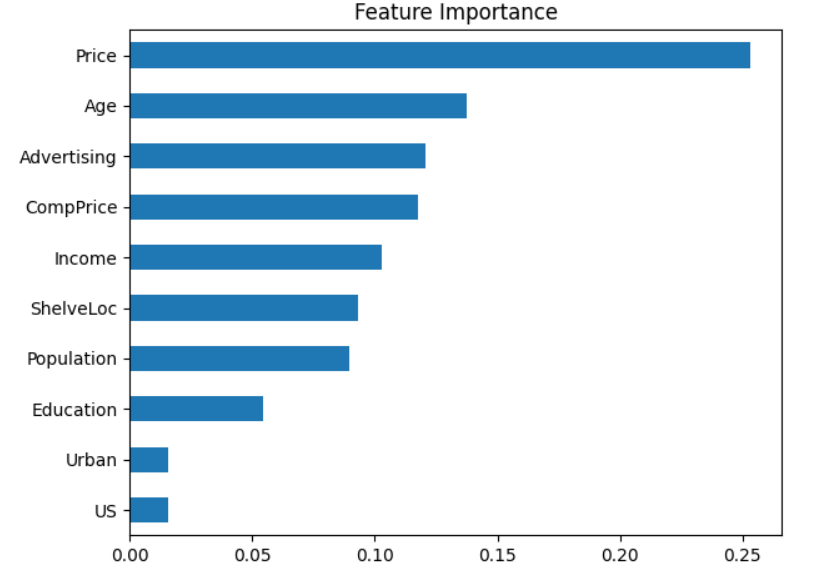 Feature Importance
Price
Age
Advertising
CompPrice
Income
ShelveLoc
Population
Education
Urban
US
0.00 0.05 0.10 0.15 0.20 0.25